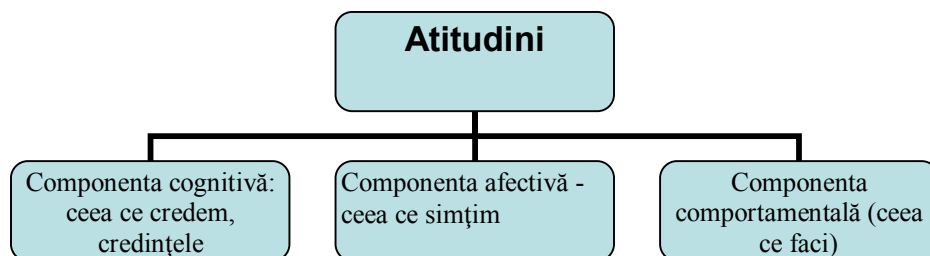 Atitudini
Componenta cognitivă:
ceea ce credem,
credinţele
Componenta afectivă -
ceea ce simţim
Componenta
comportamentală (ceea
ce faci)